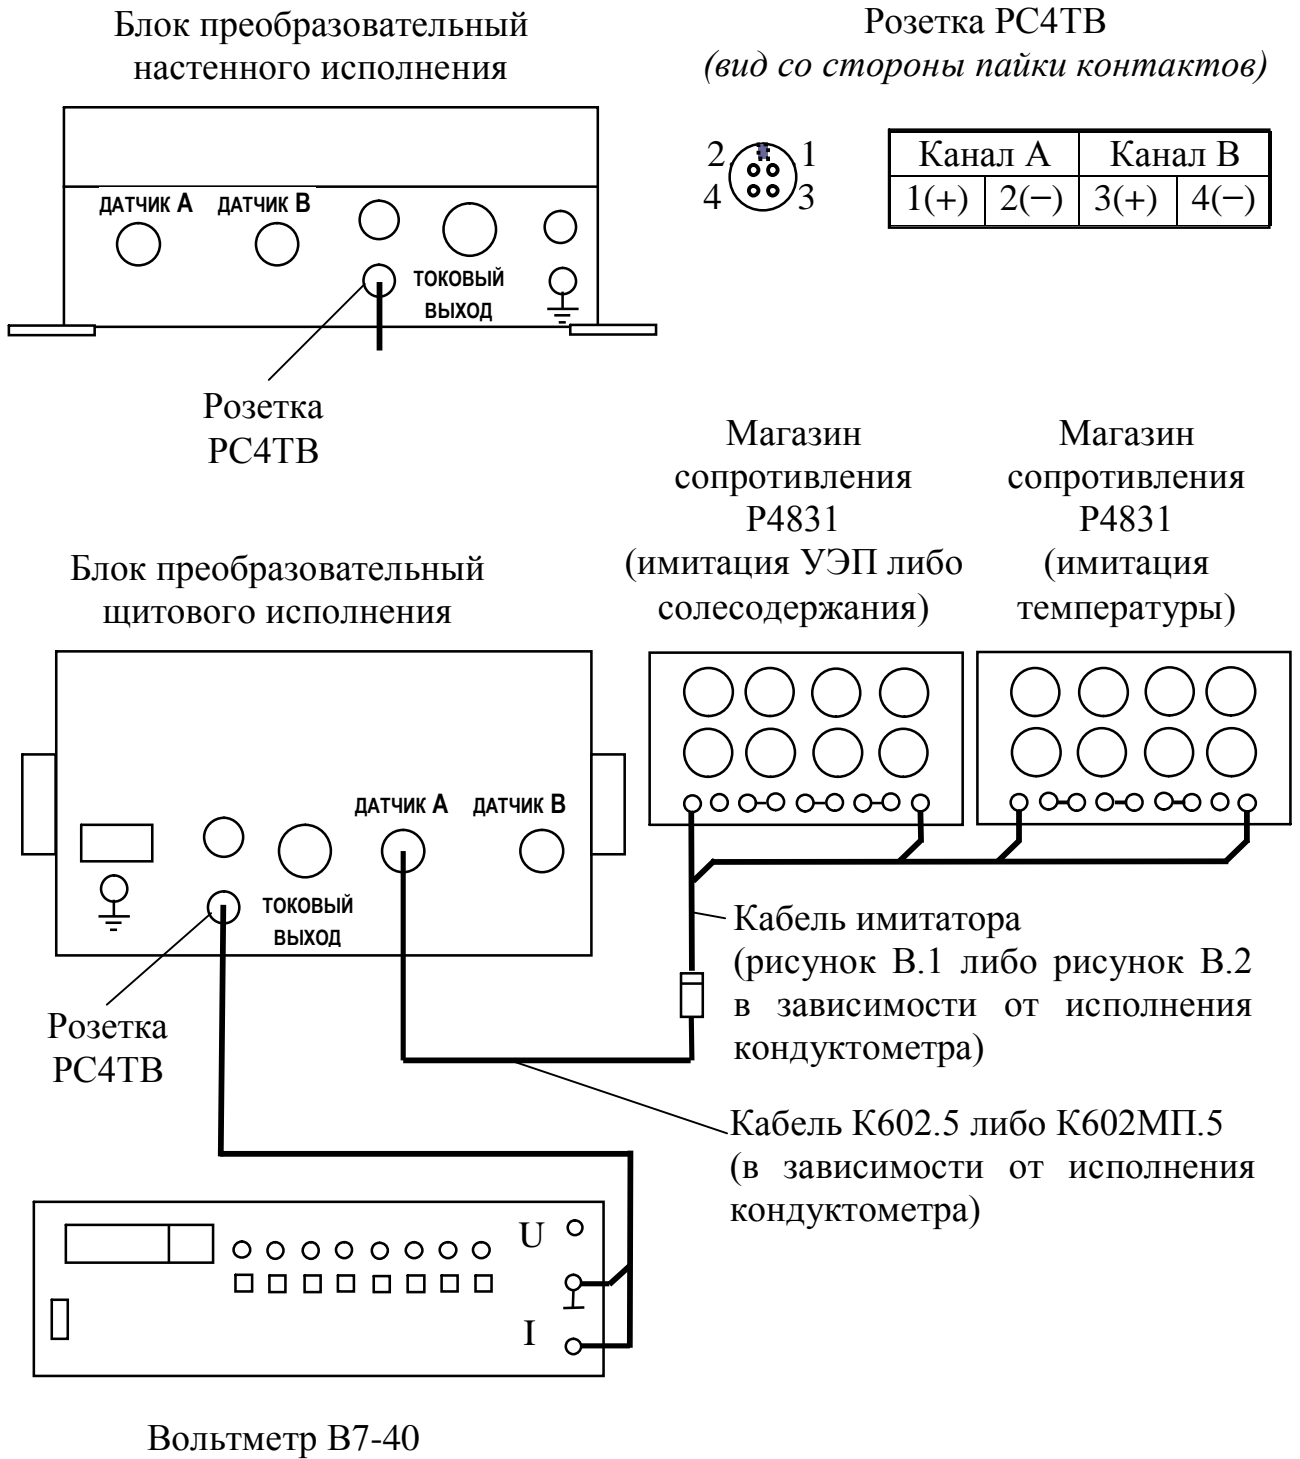 Блок преобразовательный
настенного исполнения
Розетка РС4ТВ
(вид со стороны пайки контактов)
2 1
4 3
Канал А Канал В
1(+) 2(−) 3(+) 4(−)
ДАТЧИК А ДАТЧИК В
ТОКОВЫЙ
ВЫХОД
Розетка
РС4ТВ
Магазин
сопротивления
Р4831
(имитация УЭП либо
солесодержания)
Магазин
сопротивления
Р4831
(имитация
температуры)
Блок преобразовательный
щитового исполнения
ДАТЧИК А ДАТЧИК В
ТОКОВЫЙ
ВЫХОД
Розетка
РС4ТВ
Кабель имитатора
(рисунок В.1 либо рисунок В.2
в зависимости от исполнения
кондуктометра)
Кабель К602.5 либо К602МП.5
(в зависимости от исполнения
кондуктометра)
U
I
Вольтметр В7-40